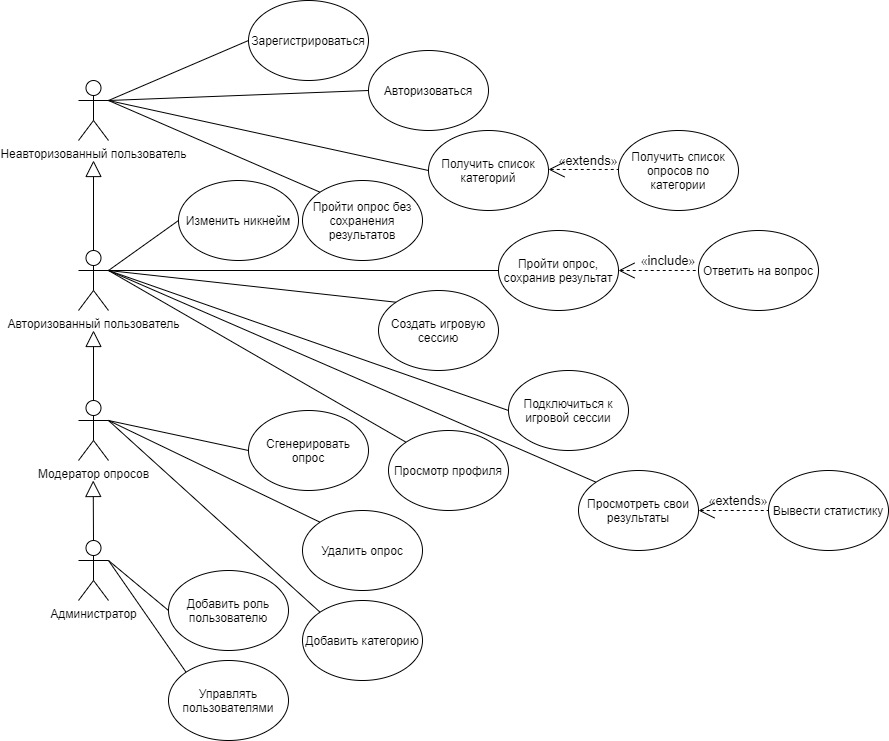 Зарегистрироваться
Авторизоваться
Неавторизованный пользователь
Получить список
категорий
«extends»
Получить список
опросов по
категории
Изменить никнейм
Пройти опрос без
сохранения
результатов
Пройти опрос,
сохранив результат
«include»
Ответить на вопрос
Авторизованный пользователь
Создать игровую
сессию
Подключиться к
игровой сессии
Сгенерировать
опрос
Модератор опросов
Просмотр профиля
Просмотреть свои
результаты
«extends»
Вывести статистику
Удалить опрос
Администратор
Добавить роль
пользователю
Добавить категорию
Управлять
пользователями